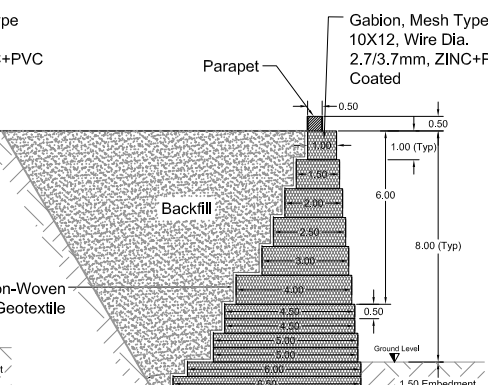 ype
+PVC
Gabion, Mesh Type
10X12, Wire Dia.
2.7/3.7mm, ZINC+P
Coated
Parapet
0.50
0.50
1.00
1.00 (Typ)
1.50
2.00
6.00
Backfill
2.50
8.00 (Typ)
3.00
on-Woven
Geotextile
4.00
4.50
0.50
4.50
5.00
5.00
Ground Level
6.00
1.50 Embedment